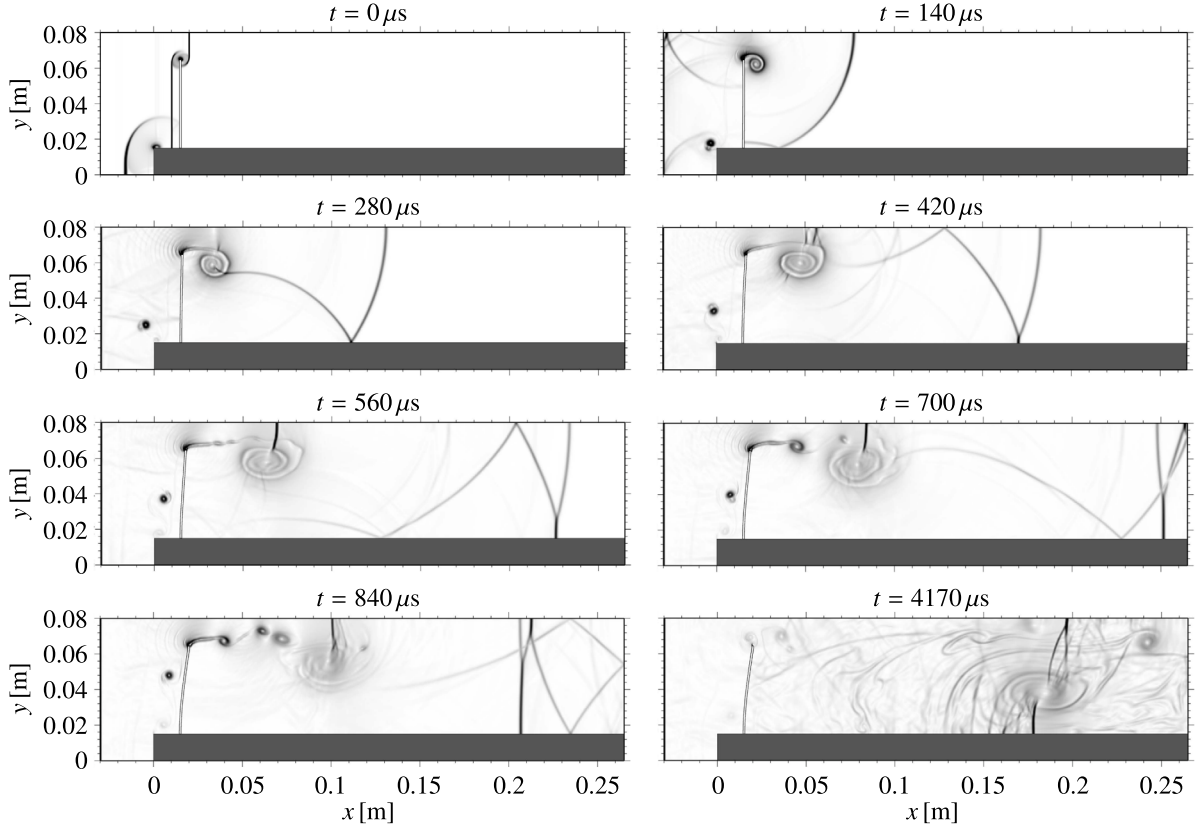 t = 0 μs
t = 140 μs
0.08
0.06
0.04
0.02
0
y [m]
y [m]
t = 280 μs
t = 420 μs
0.08
0.06
0.04
0.02
0
y [m]
y [m]
t = 560 μs
t = 700 μs
0.08
0.06
0.04
0.02
0
y [m]
y [m]
t = 840 μs
t = 4170 μs
0.08
0.06
0.04
0.02
0
y [m]
y [m]
0 0.05 0.1 0.15 0.2 0.25
0 0.05 0.1 0.15 0.2 0.25
x [m]
x [m]